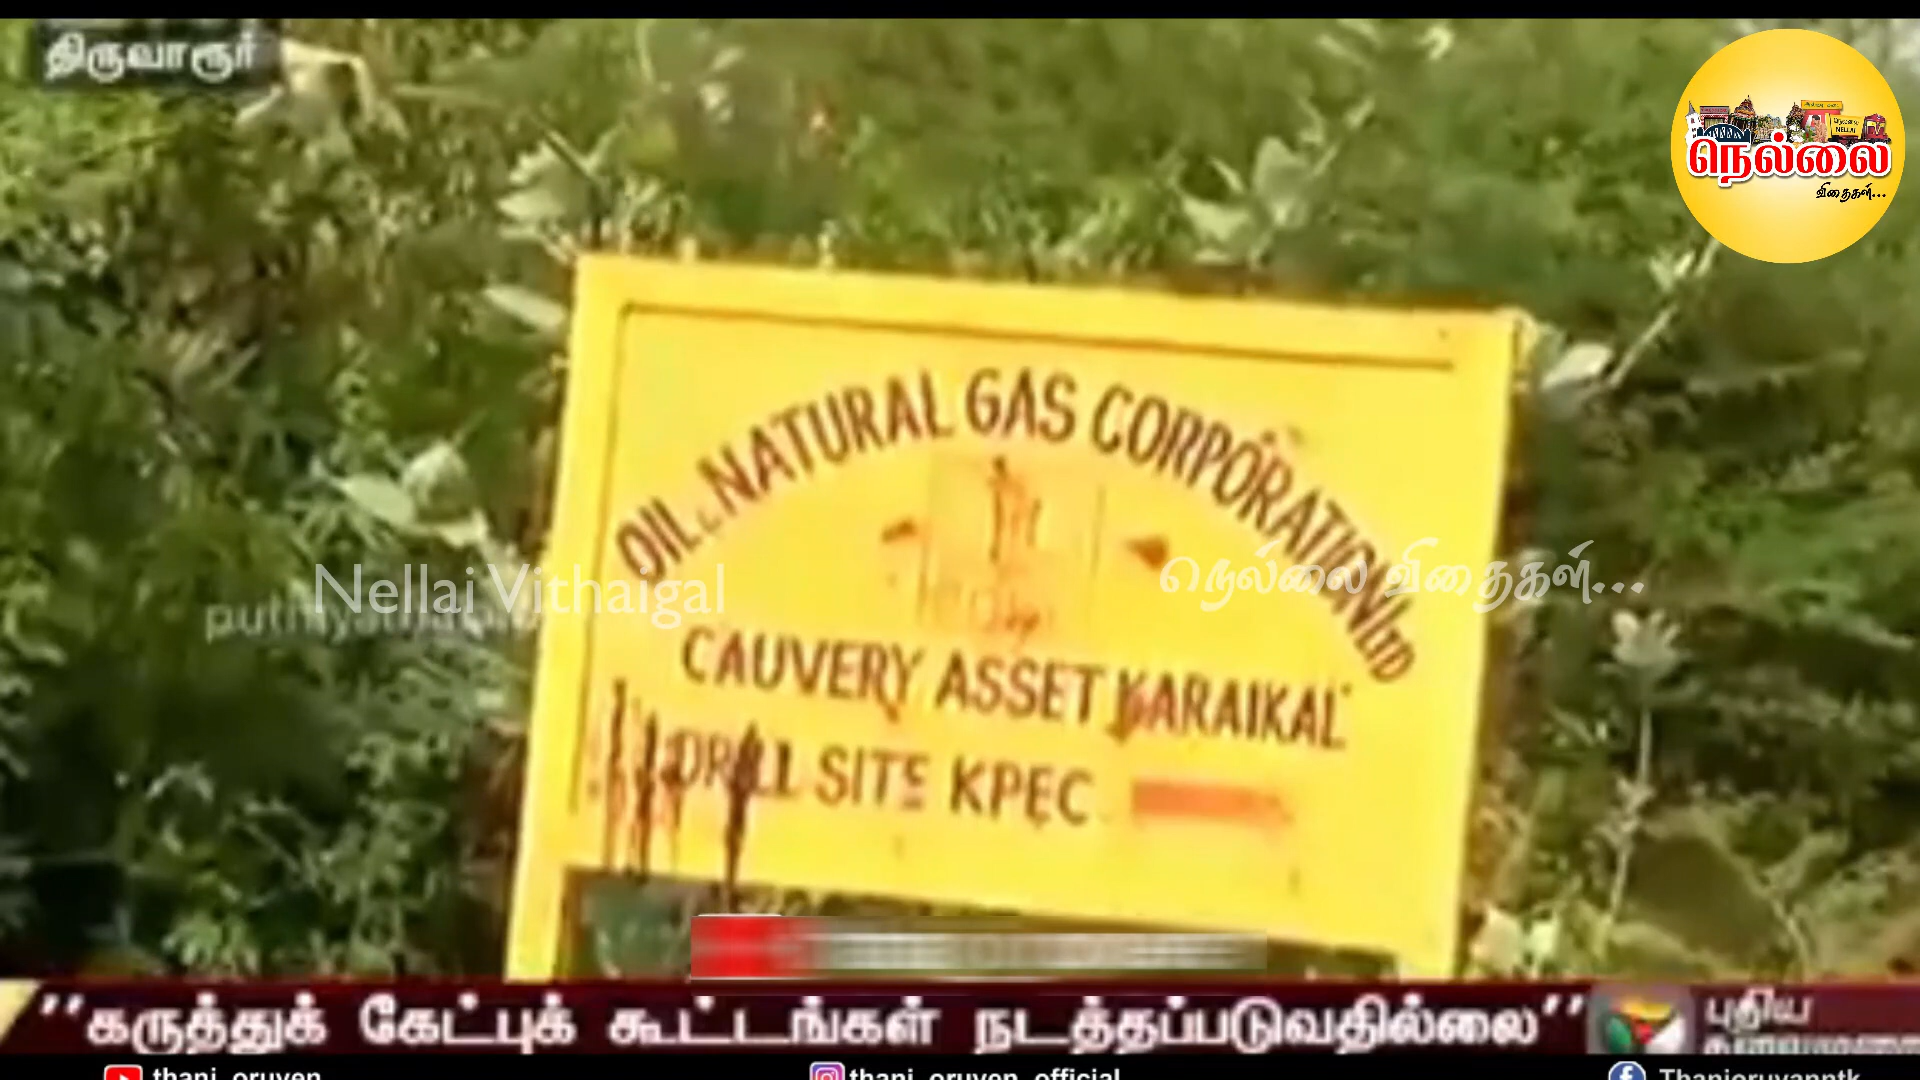 திருவாரூர்
நெல்லை
விதைகள்...
OIL & NATURAL GAS CORPORATION LTD
Nellai Vithaigal
நெல்லை விதைகள்...
CAUVERY ASSET KARAIKAL
DRILL SITE KPEC
"கருத்துக் கேட்புக் கூட்டங்கள் நடத்தப்படுவதில்லை"
புதிய
thani_oruven
thani_oruven_official
Thanioruvanntk